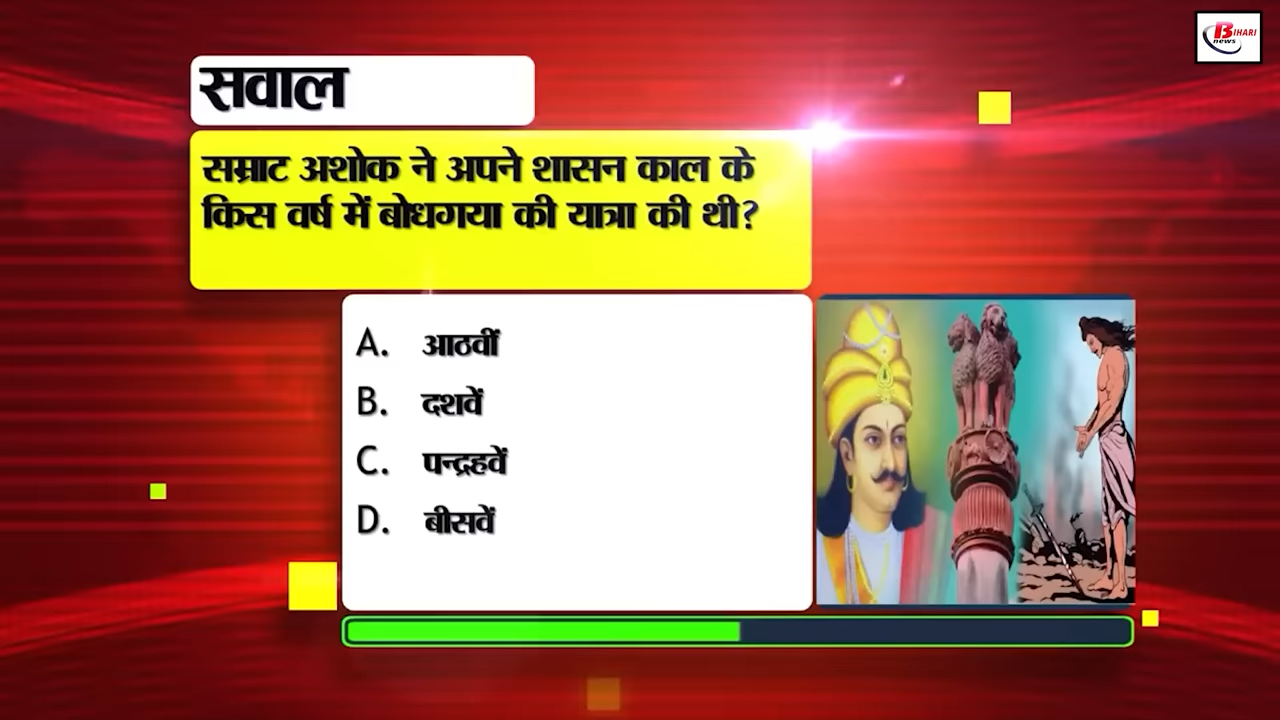 BIHARI
news
सवाल
सम्राट अशोक ने अपने शासन काल के
किस वर्ष में बोधगया की यात्रा की थी?
A. आठवीं
B. दशवें
C. पन्द्रहवें
D. बीसवें